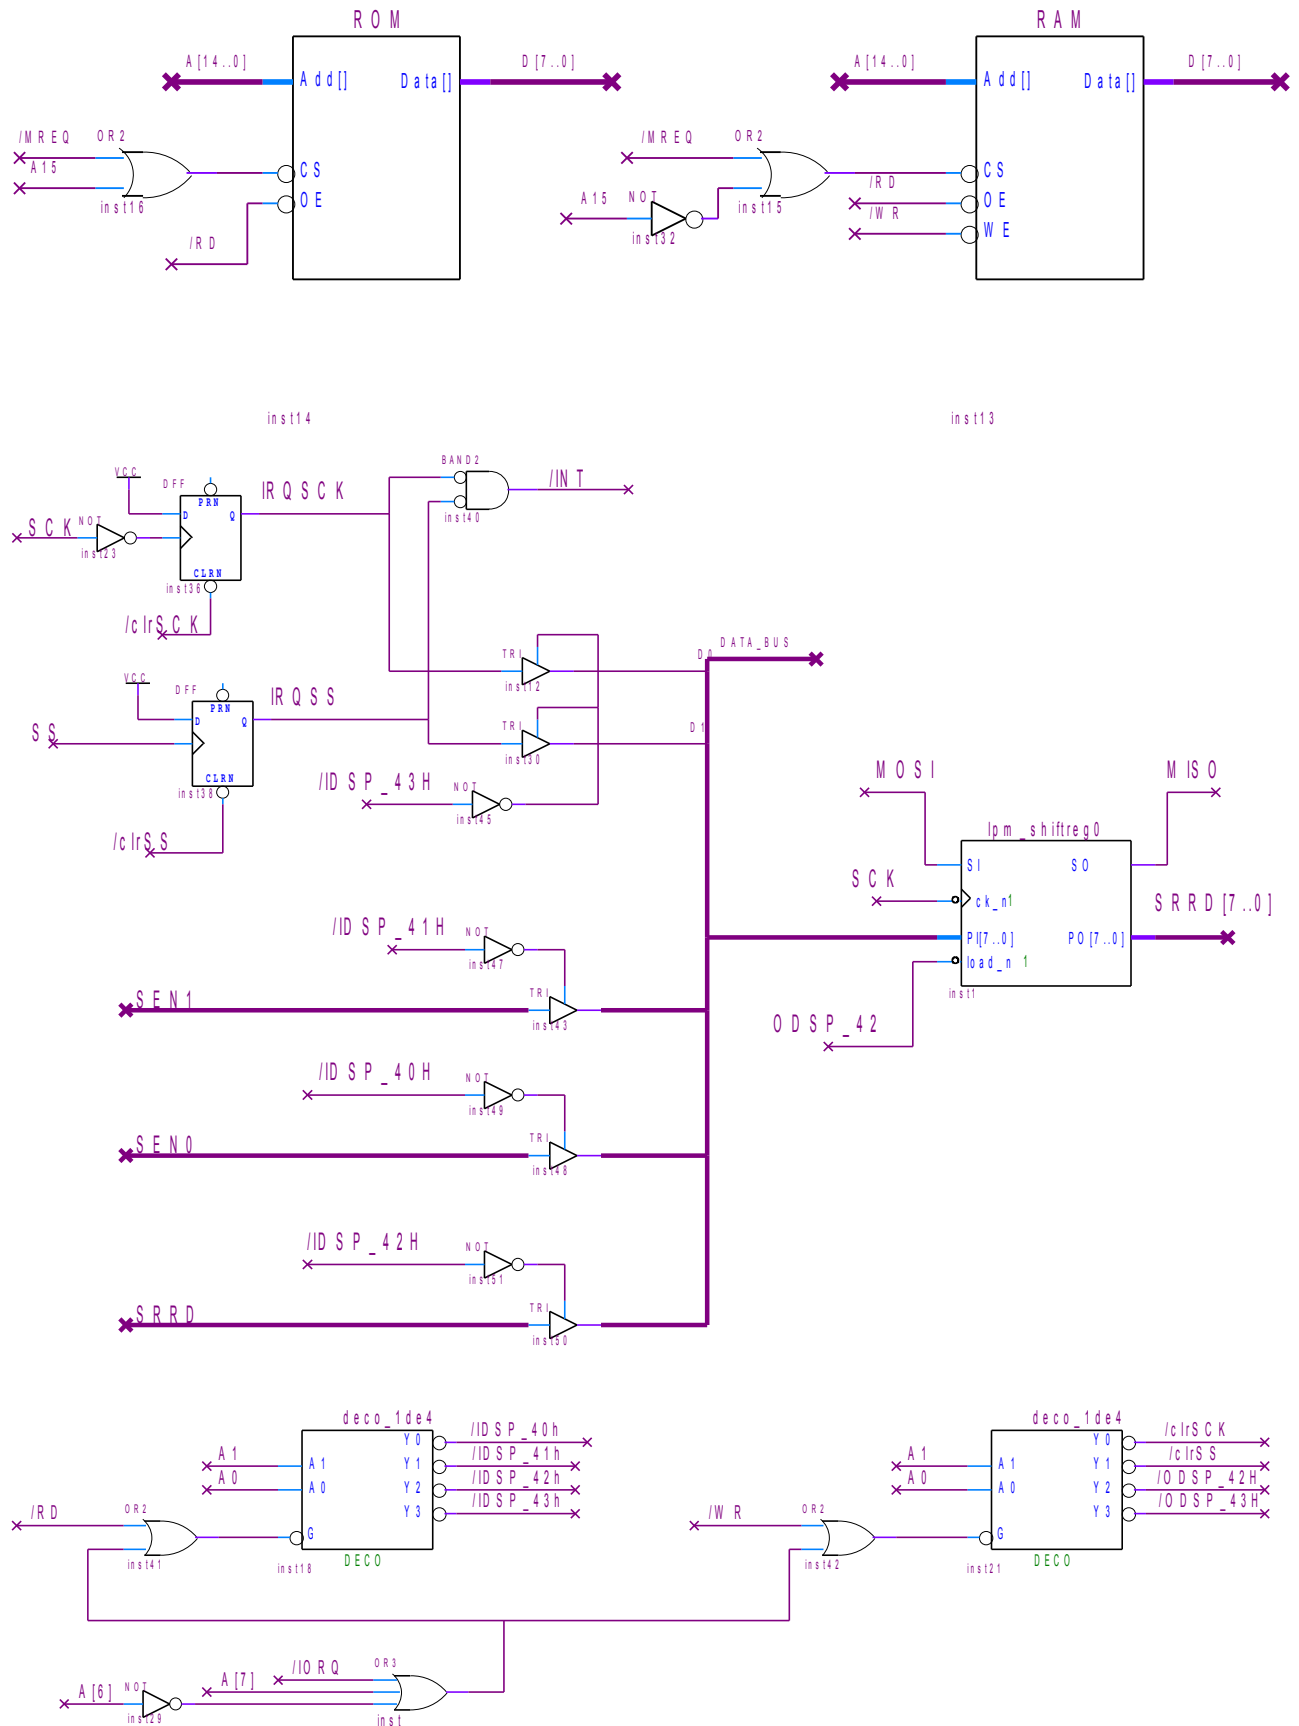 ROM
RAM
A[14..0]
D[7..0]
A[14..0]
D[7..0]
Add[]
Data[]
Add[]
Data[]
/MREQ
OR2
/MREQ
OR2
A15
CS
CS
inst16
OE
A15
NOT
inst15
/RD
OE
/WR
WE
/RD
inst32
inst14
inst13
VCC
DFF
PRN
D
Q
IRQSCK
BAND2
/INT
inst40
SCK
NOT
inst23
CLRN
inst36
/clrSCK
VCC
DFF
PRN
D
Q
IRQSS
SS
CLRN
inst38
/clrSS
TRI
inst12
D0
DATA_BUS
TRI
inst30
D1
/IDSP_43H
NOT
inst45
MOSI
MISO
lpm_shiftreg0
SI
SO
SCK
ck_n1
SRRD[7..0]
PI[7..0]
PO[7..0]
load_n
1
inst1
ODSP_42
/IDSP_41H
NOT
inst47
SEN1
TRI
inst43
/IDSP_40H
NOT
inst49
SEN0
TRI
inst48
/IDSP_42H
NOT
inst51
SRRD
TRI
inst50
deco_1de4
A1
A1
A0
A0
Y0
/IDSP_40h
Y1
/IDSP_41h
Y2
/IDSP_42h
Y3
/IDSP_43h
/RD
OR2
G
inst41
inst18
DECO
deco_1de4
A1
A1
A0
A0
Y0
/clrSCK
Y1
/clrSS
Y2
/ODSP_42H
Y3
/ODSP_43H
/WR
OR2
G
inst42
inst21
DECO
/IORQ
OR3
A[7]
A[6]
NOT
inst29
inst